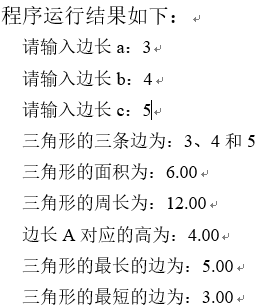 程序运行结果如下：
请输入边长 a：3
请输入边长 b：4
请输入边长 c：5
三角形的三条边为：3、4 和 5
三角形的面积为：6.00
三角形的周长为：12.00
边长 A 对应的高为：4.00
三角形的最长的边为：5.00
三角形的最短的边为：3.00